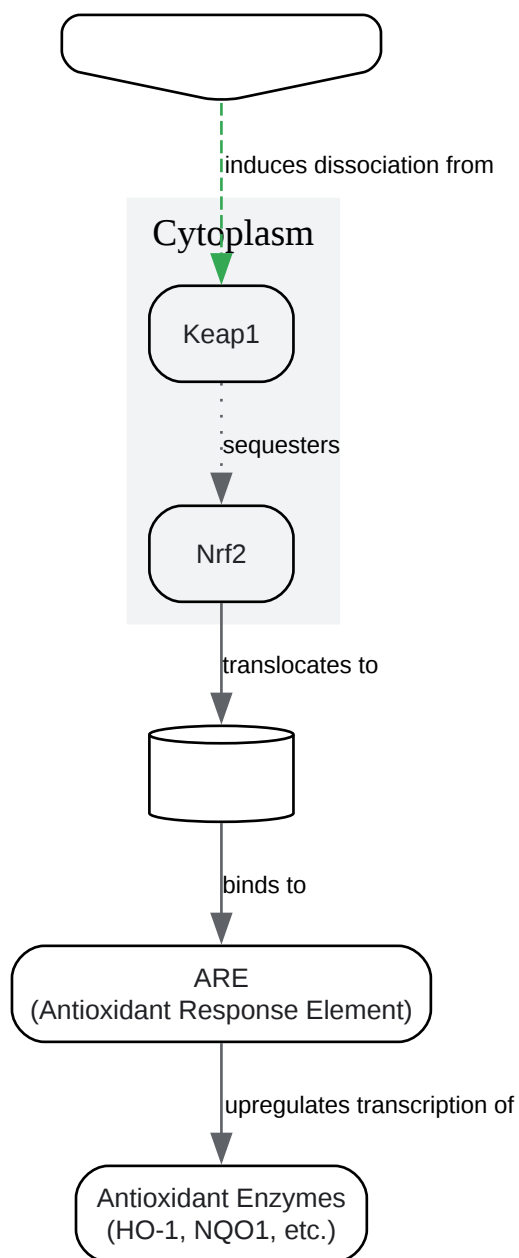 induces dissociation from
Cytoplasm
Keap1
sequesters
Nrf2
translocates to
binds to
ARE
(Antioxidant Response Element)
upregulates transcription of
Antioxidant Enzymes
(HO-1, NQO1, etc.)